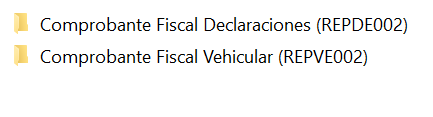 Comprobante Fiscal Declaraciones (REPDE002)
Comprobante Fiscal Vehicular (REPVE002)